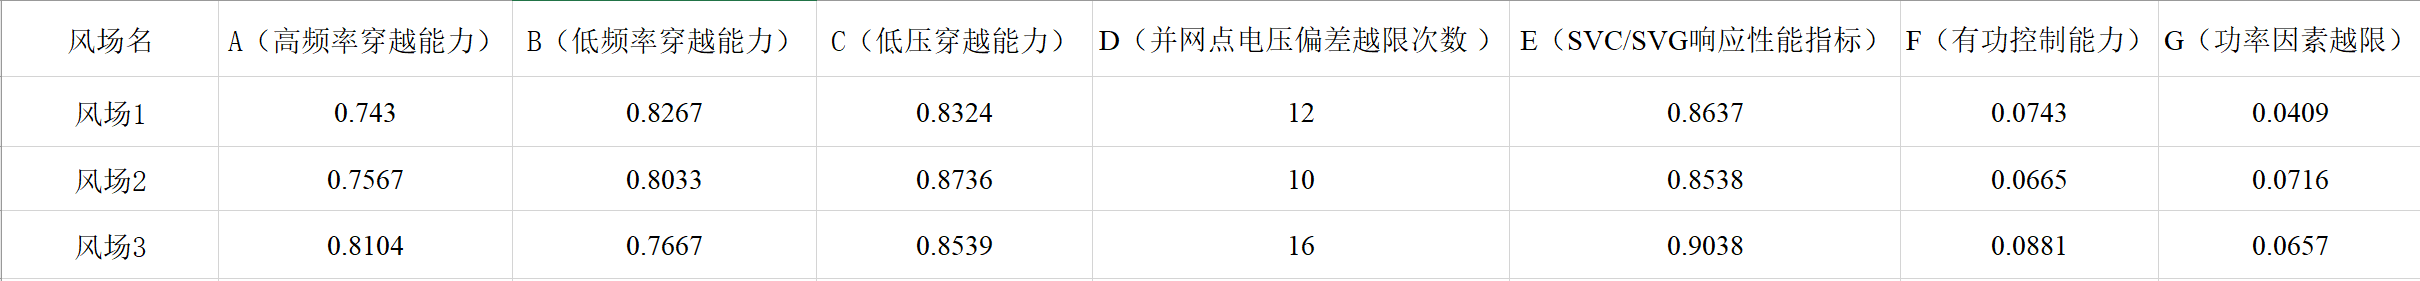 风场名 A（高频率穿越能力） B（低频率穿越能力） C（低压穿越能力） D（并网点电压偏差越限次数 ） E（SVC/SVG响应性能指标） F（有功控制能力） G（功率因素越限）
风场1 0.743 0.8267 0.8324 12 0.8637 0.0743 0.0409
风场2 0.7567 0.8033 0.8736 10 0.8538 0.0665 0.0716
风场3 0.8104 0.7667 0.8539 16 0.9038 0.0881 0.0657